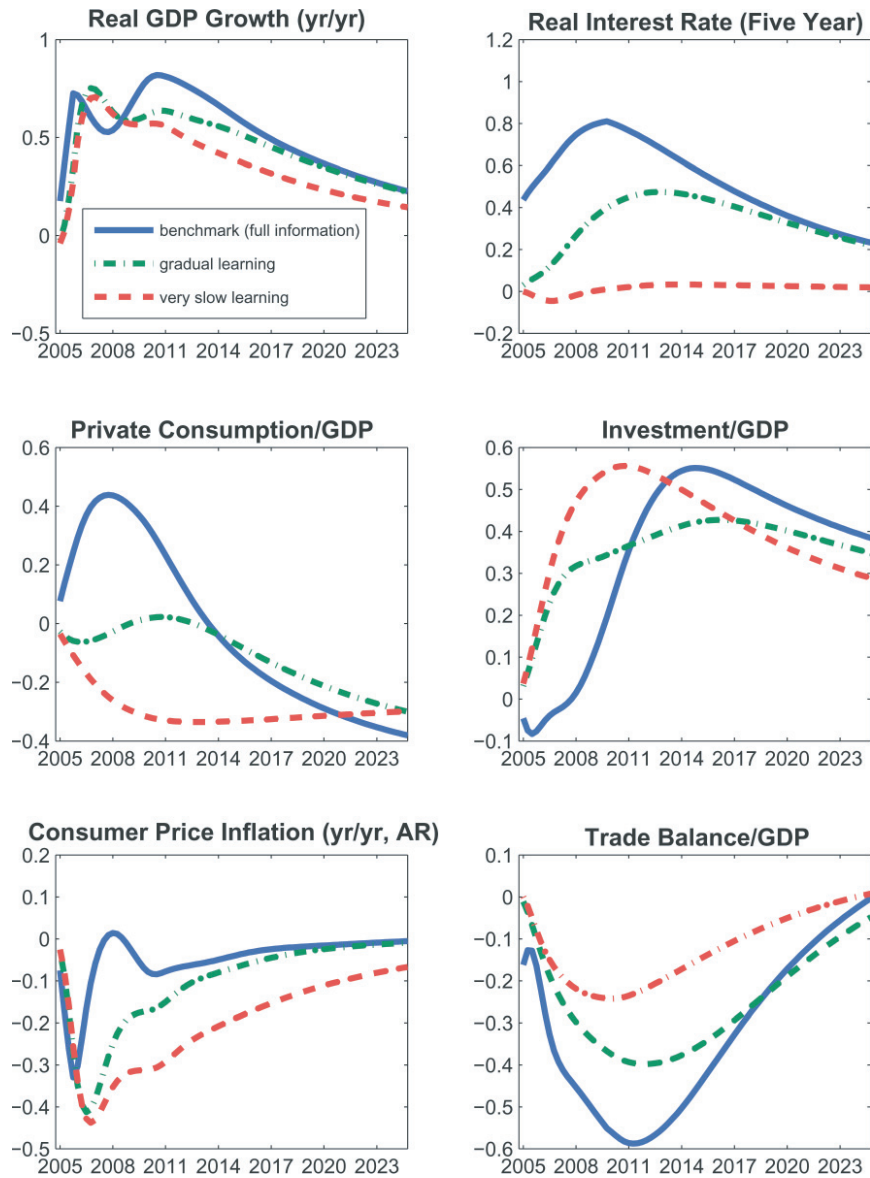 Real GDP Growth (yr/yr)
1
0.5
0
−0.5
benchmark (full information)
gradual learning
very slow learning
2005 2008 2011 2014 2017 2020 2023
Real Interest Rate (Five Year)
1.2
1
0.8
0.6
0.4
0.2
0
−0.2
2005 2008 2011 2014 2017 2020 2023
Private Consumption/GDP
0.6
0.4
0.2
0
−0.2
−0.4
2005 2008 2011 2014 2017 2020 2023
Investment/GDP
0.6
0.5
0.4
0.3
0.2
0.1
0
−0.1
2005 2008 2011 2014 2017 2020 2023
Consumer Price Inflation (yr/yr, AR)
0.2
0.1
0
−0.1
−0.2
−0.3
−0.4
−0.5
2005 2008 2011 2014 2017 2020 2023
Trade Balance/GDP
0.1
0
−0.1
−0.2
−0.3
−0.4
−0.5
−0.6
2005 2008 2011 2014 2017 2020 2023